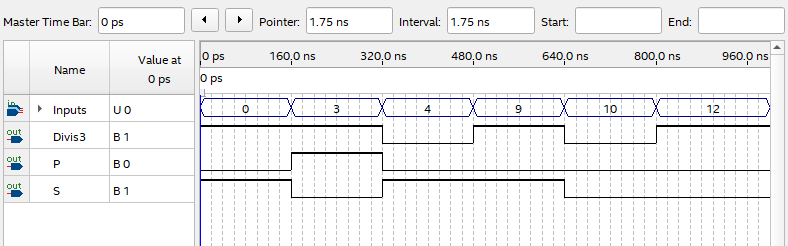 Master Time Bar: 0 ps Pointer: 1.75 ns Interval: 1.75 ns Start: End:
Name Value at 0 ps
0 ps 160.0 ns 320.0 ns 480.0 ns 640.0 ns 800.0 ns 960.0 ns
0 ps
in Inputs U 0 0 3 4 9 10 12
out Divis3 B 1
out P B 0
out S B 1